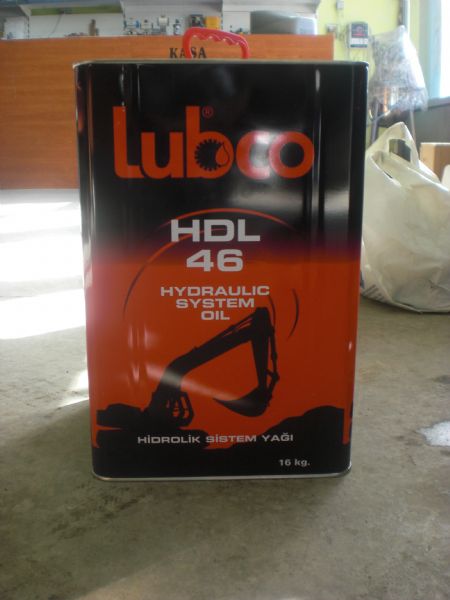 KASA
Lubco®
HDL
46
HYDRAULIC
SYSTEM
OIL
HİDROLİK SİSTEM YAĞI
16 kg.